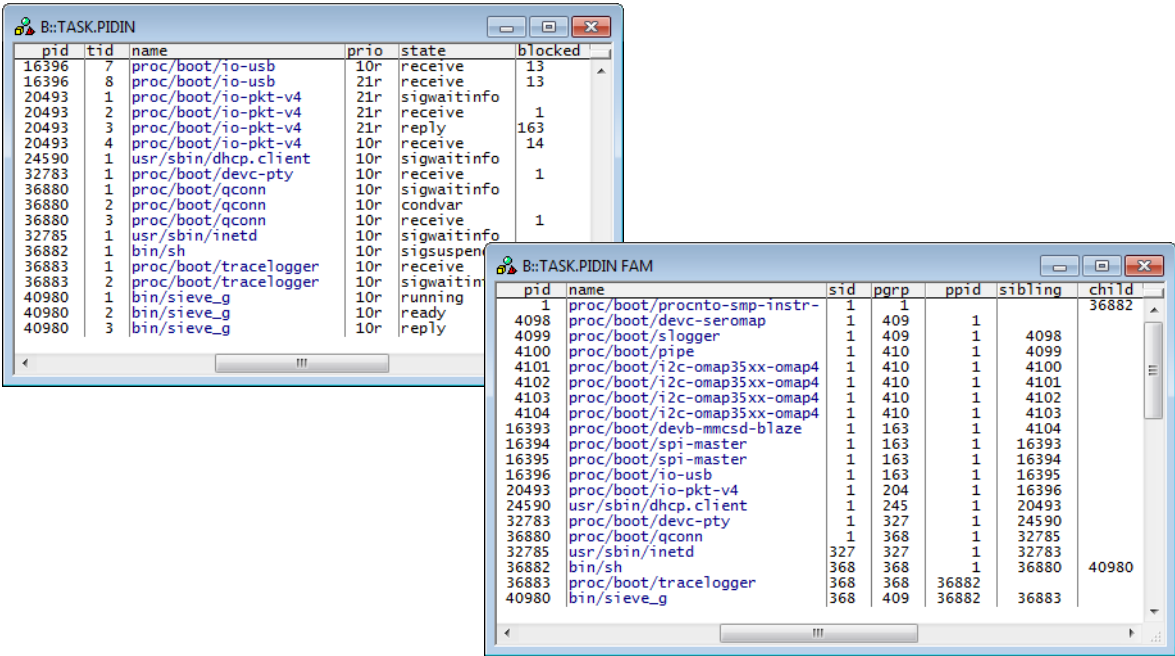 B::TASK.PIDIN
pid tid name prio state blocked
16396 7 proc/boot/io-usb 10r receive 13
16396 8 proc/boot/io-usb 21r receive 13
20493 1 proc/boot/io-pkt-v4 21r sigwaitinfo
20493 2 proc/boot/io-pkt-v4 21r receive 1
20493 3 proc/boot/io-pkt-v4 21r reply 163
20493 4 proc/boot/io-pkt-v4 10r receive 14
24590 1 usr/sbin/dhcp.client 10r sigwaitinfo
32783 1 proc/boot/devc-pty 10r receive 1
36880 1 proc/boot/qconn 10r sigwaitinfo
36880 2 proc/boot/qconn 10r condvar
36880 3 proc/boot/qconn 10r receive 1
32785 1 usr/sbin/inetd 10r sigwaitinfo
36882 1 bin/sh 10r sigsuspen
36883 1 proc/boot/tracelogger 10r receive
36883 2 proc/boot/tracelogger 10r sigwaitin
40980 1 bin/sieve_g 10r running
40980 2 bin/sieve_g 10r ready
40980 3 bin/sieve_g 10r reply
B::TASK.PIDIN FAM
pid name sid pgrp ppid sibling child
1 proc/boot/procnto-smp-instr- 1 1 36882
4098 proc/boot/devc-seromap 1 409 1
4099 proc/boot/slogger 1 409 1 4098
4100 proc/boot/pipe 1 410 1 4099
4101 proc/boot/i2c-omap35xx-omap4 1 410 1 4100
4102 proc/boot/i2c-omap35xx-omap4 1 410 1 4101
4103 proc/boot/i2c-omap35xx-omap4 1 410 1 4102
4104 proc/boot/i2c-omap35xx-omap4 1 410 1 4103
16393 proc/boot/devb-mmcsd-blaze 1 163 1 4104
16394 proc/boot/spi-master 1 163 1 16393
16395 proc/boot/spi-master 1 163 1 16394
16396 proc/boot/io-usb 1 163 1 16395
20493 proc/boot/io-pkt-v4 1 204 1 16396
24590 usr/sbin/dhcp.client 1 245 1 20493
32783 proc/boot/devc-pty 1 327 1 24590
36880 proc/boot/qconn 1 368 1 32785
32785 usr/sbin/inetd 327 327 1 32783
36882 bin/sh 368 368 1 36880 40980
36883 proc/boot/tracelogger 368 368 36882
40980 bin/sieve_g 368 409 36882 36883